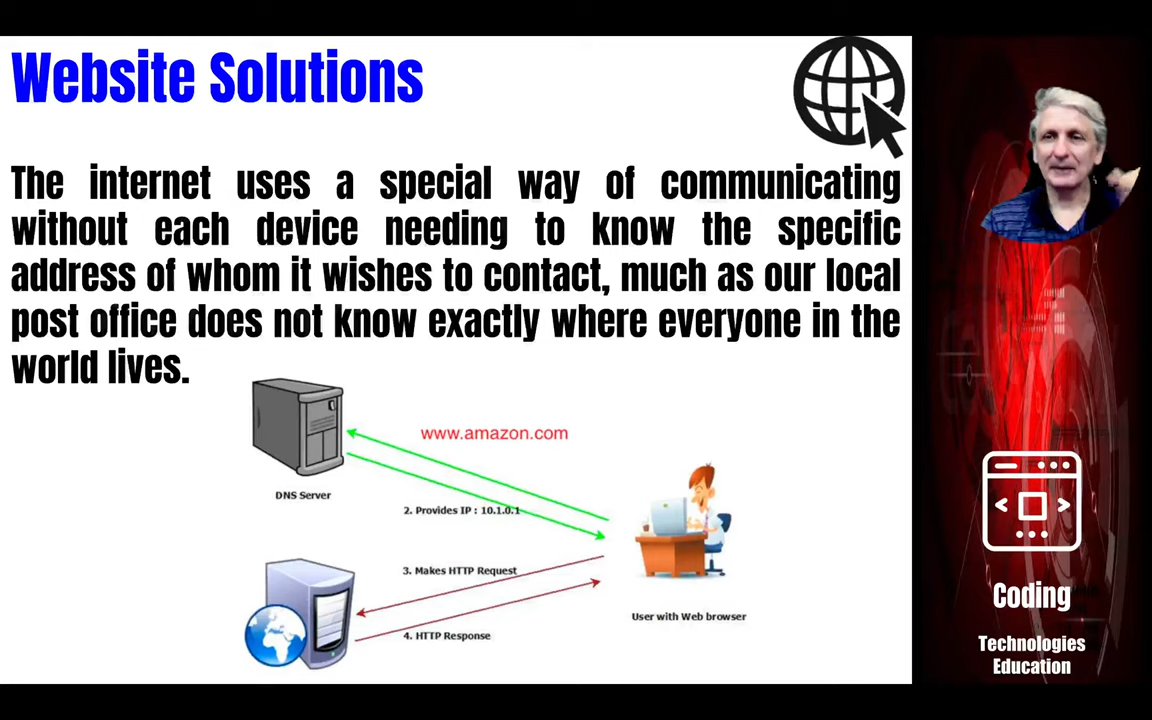 Website Solutions
The internet uses a special way of communicating
without each device needing to know the specific
address of whom it wishes to contact, much as our local
post office does not know exactly where everyone in the
world lives.
www.amazon.com
DNS Server
2. Provides IP : 10.1.0.1
3. Makes HTTP Request
User with Web browser
4. HTTP Response
Coding
Technologies
Education